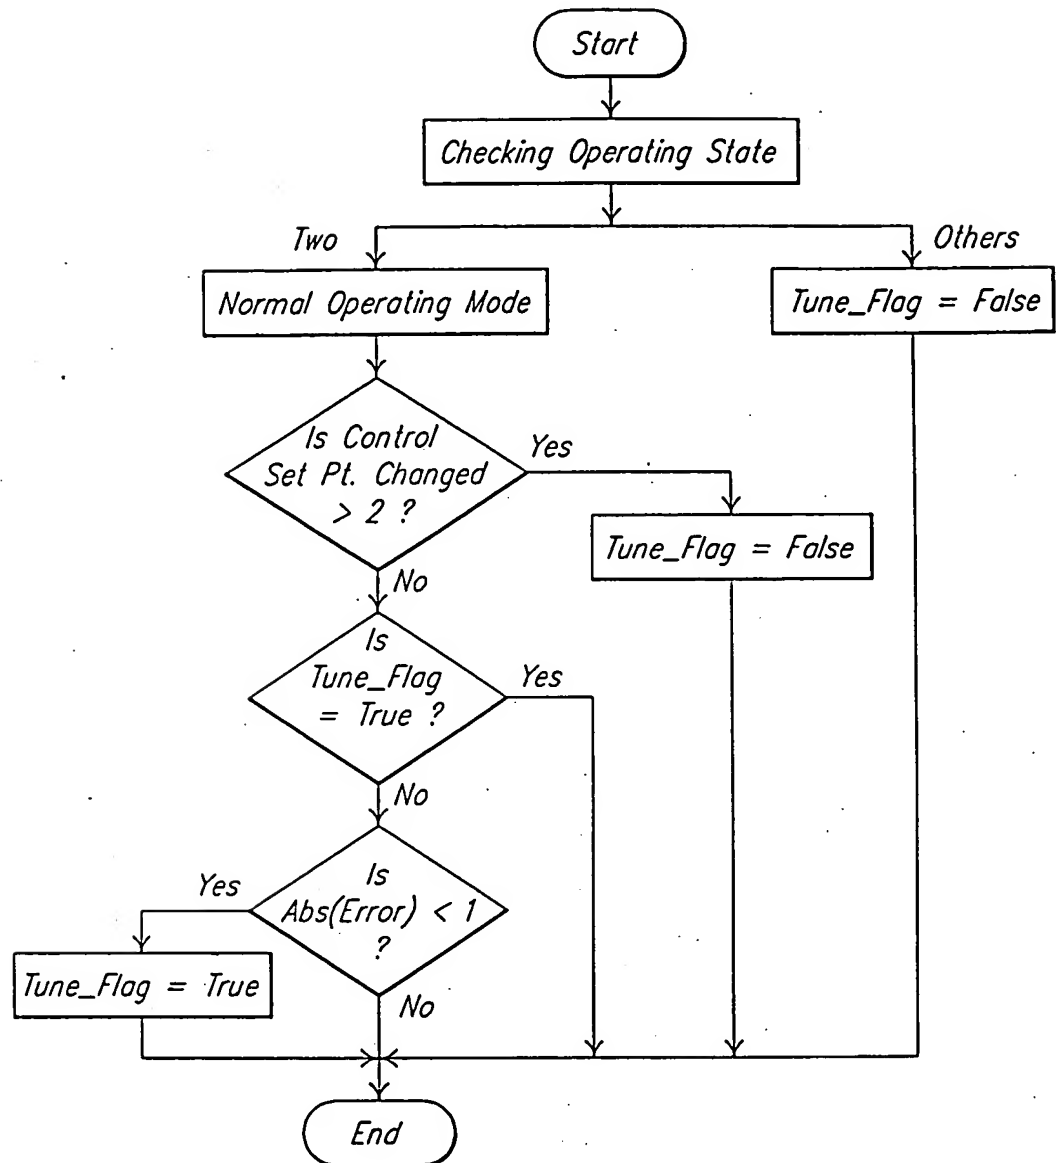 Start
Checking Operating State
Two
Others
Normal Operating Mode
Tune_Flag = False
Is Control
Set Pt. Changed
> 2 ?
Yes
Tune_Flag = False
No
Is
Tune_Flag
= True ?
Yes
No
Is
Abs(Error) < 1
?
Yes
Tune_Flag = True
No
End